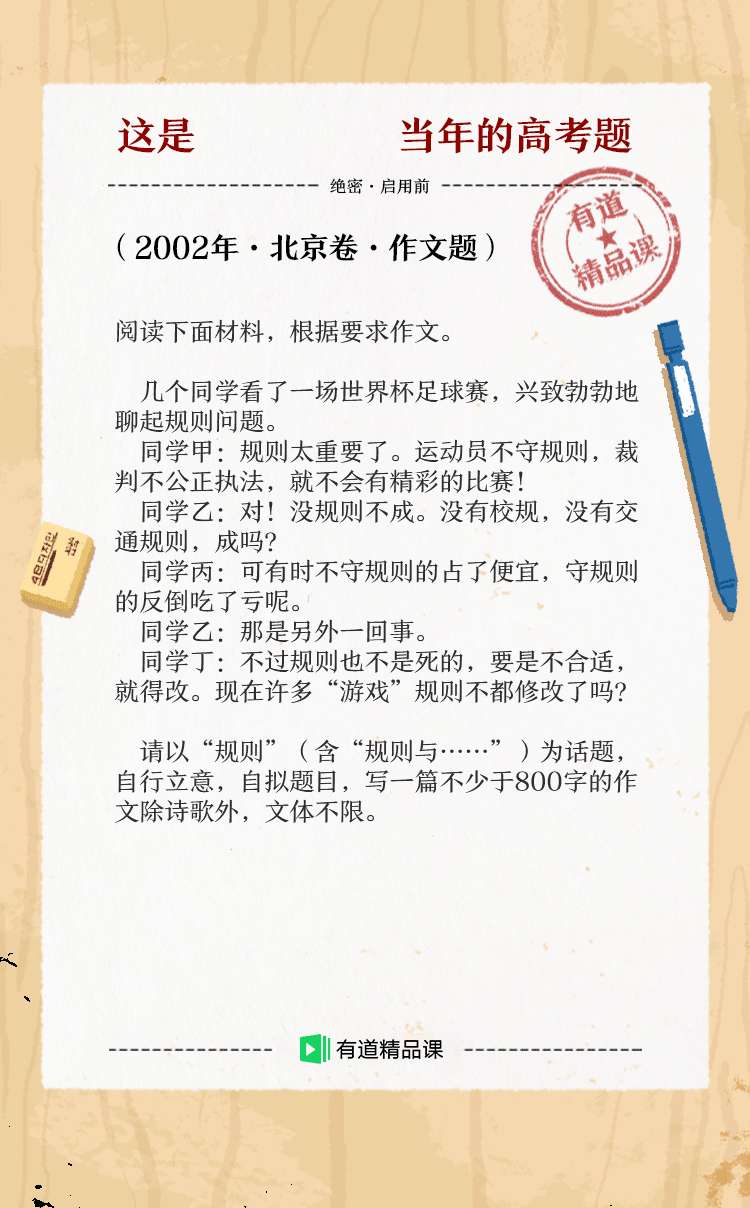 这是 当年的高考题
绝密·启用前
（2002年·北京卷·作文题）
有道
精品课
阅读下面材料，根据要求作文。
几个同学看了一场世界杯足球赛，兴致勃勃地
聊起规则问题。
同学甲：规则太重要了。运动员不守规则，裁
判不公正执法，就不会有精彩的比赛！
同学乙：对！没规则不成。没有校规，没有交
通规则，成吗？
同学丙：可有时不守规则的占了便宜，守规则
的反倒吃了亏呢。
同学乙：那是另外一回事。
同学丁：不过规则也不是死的，要是不合适，
就得改。现在许多“游戏”规则不都修改了吗？
请以“规则”（含“规则与……”）为话题，
自行立意，自拟题目，写一篇不少于800字的作
文除诗歌外，文体不限。
有道精品课